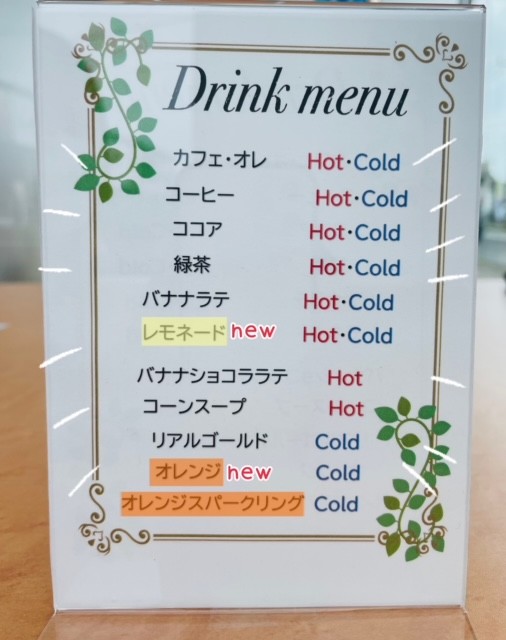 Drink menu
カフェ・オレ Hot・Cold
コーヒー Hot・Cold
ココア Hot・Cold
緑茶 Hot・Cold
バナナラテ Hot・Cold
レモネード new Hot・Cold
バナナショコララテ Hot
コーンスープ Hot
リアルゴールド Cold
オレンジ new Cold
オレンジスパークリング Cold